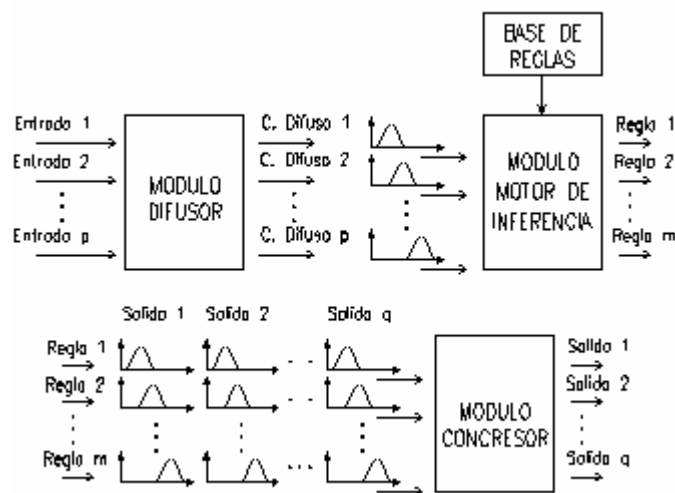 BASE DE
REGLAS
Entrada 1
Entrada 2
Entrada p
MODULO
DIFUSOR
C. Difuso 1
C. Difuso 2
C. Difuso p
MODULO
MOTOR DE
INFERENCIA
Regla 1
Regla 2
Regla m
Salida 1 Salida 2 Salida q
Regla 1
Regla 2
Regla m
MODULO
CONCRESOR
Salida 1
Salida 2
Salida q